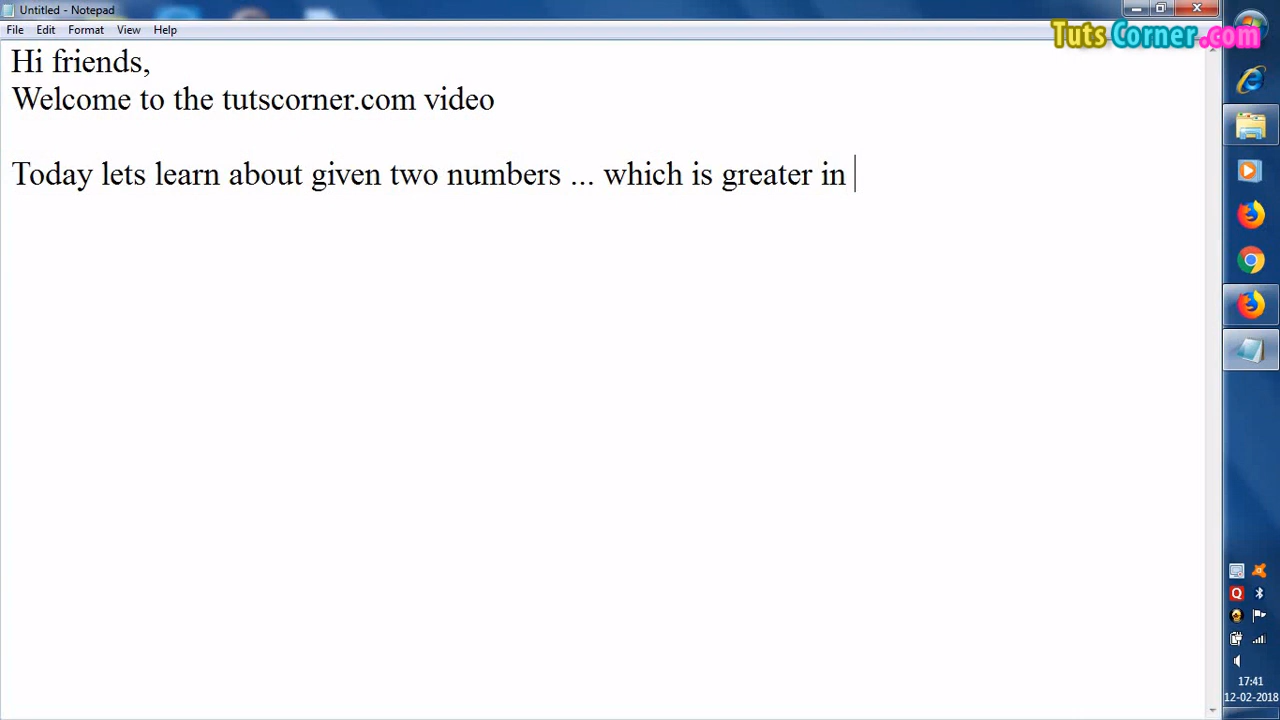 Untitled - Notepad
File Edit Format View Help
Tuts Corner .com
Hi friends,
Welcome to the tutscorner.com video
Today lets learn about given two numbers ... which is greater in
17:41
12-02-2018